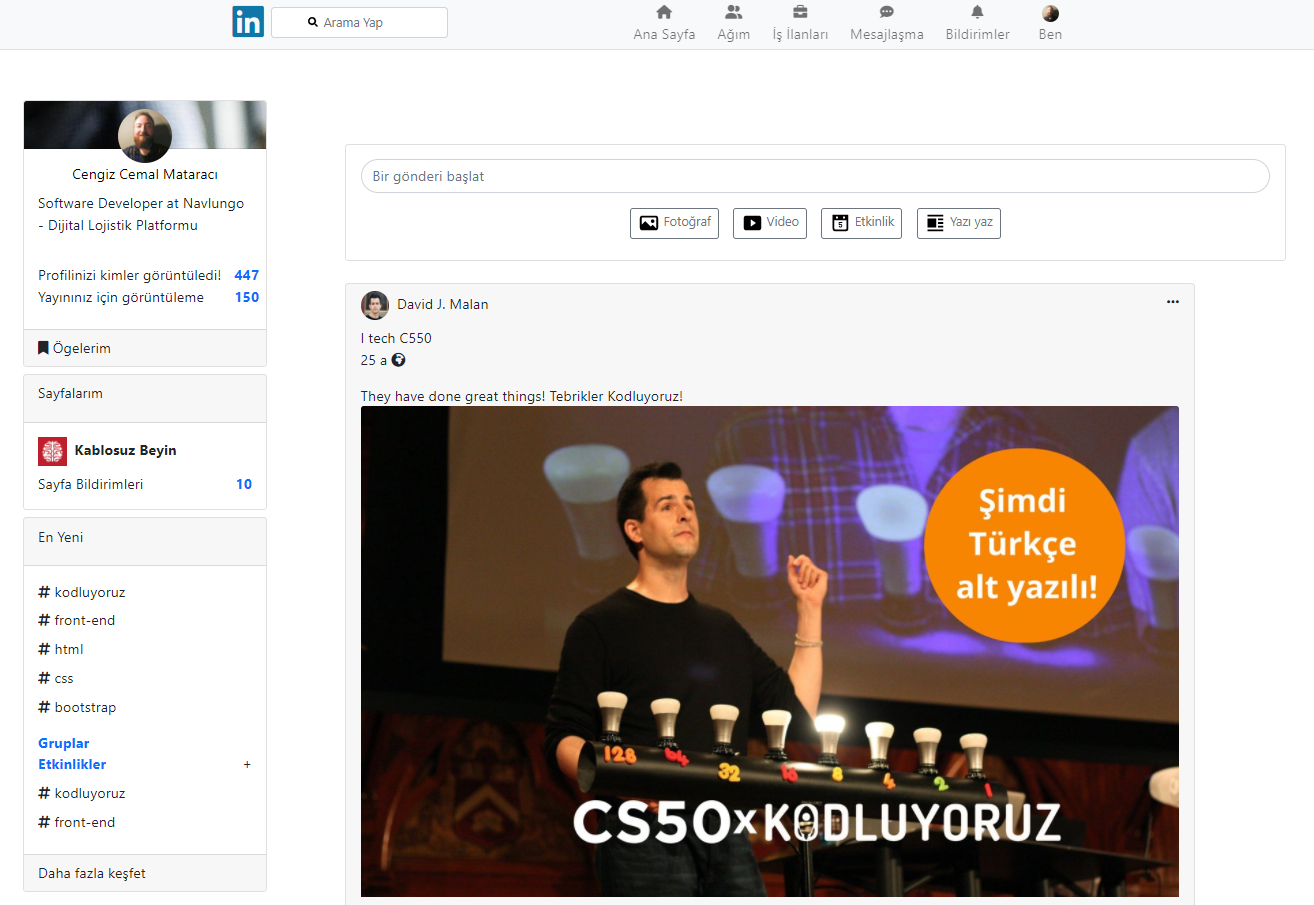 in
Arama Yap
Ana Sayfa
Ağım
İş İlanları
Mesajlaşma
Bildirimler
Ben
Cengiz Cemal Mataracı
Software Developer at Navlungo
- Dijital Lojistik Platformu
Profilinizi kimler görüntüledi! 447
Yayınınız için görüntüleme 150
Ögelerim
Sayfalarım
Kablosuz Beyin
Sayfa Bildirimleri 10
En Yeni
# kodluyoruz
# front-end
# html
# css
# bootstrap
Gruplar
Etkinlikler +
# kodluyoruz
# front-end
Daha fazla keşfet
Bir gönderi başlat
Fotoğraf
Video
5 Etkinlik
Yazı yaz
David J. Malan
...
I tech C550
25 a
They have done great things! Tebrikler Kodluyoruz!
Şimdi
Türkçe
alt yazılı!
128 64 32 16 8 4 2 1
CS50xKODLUYORUZ